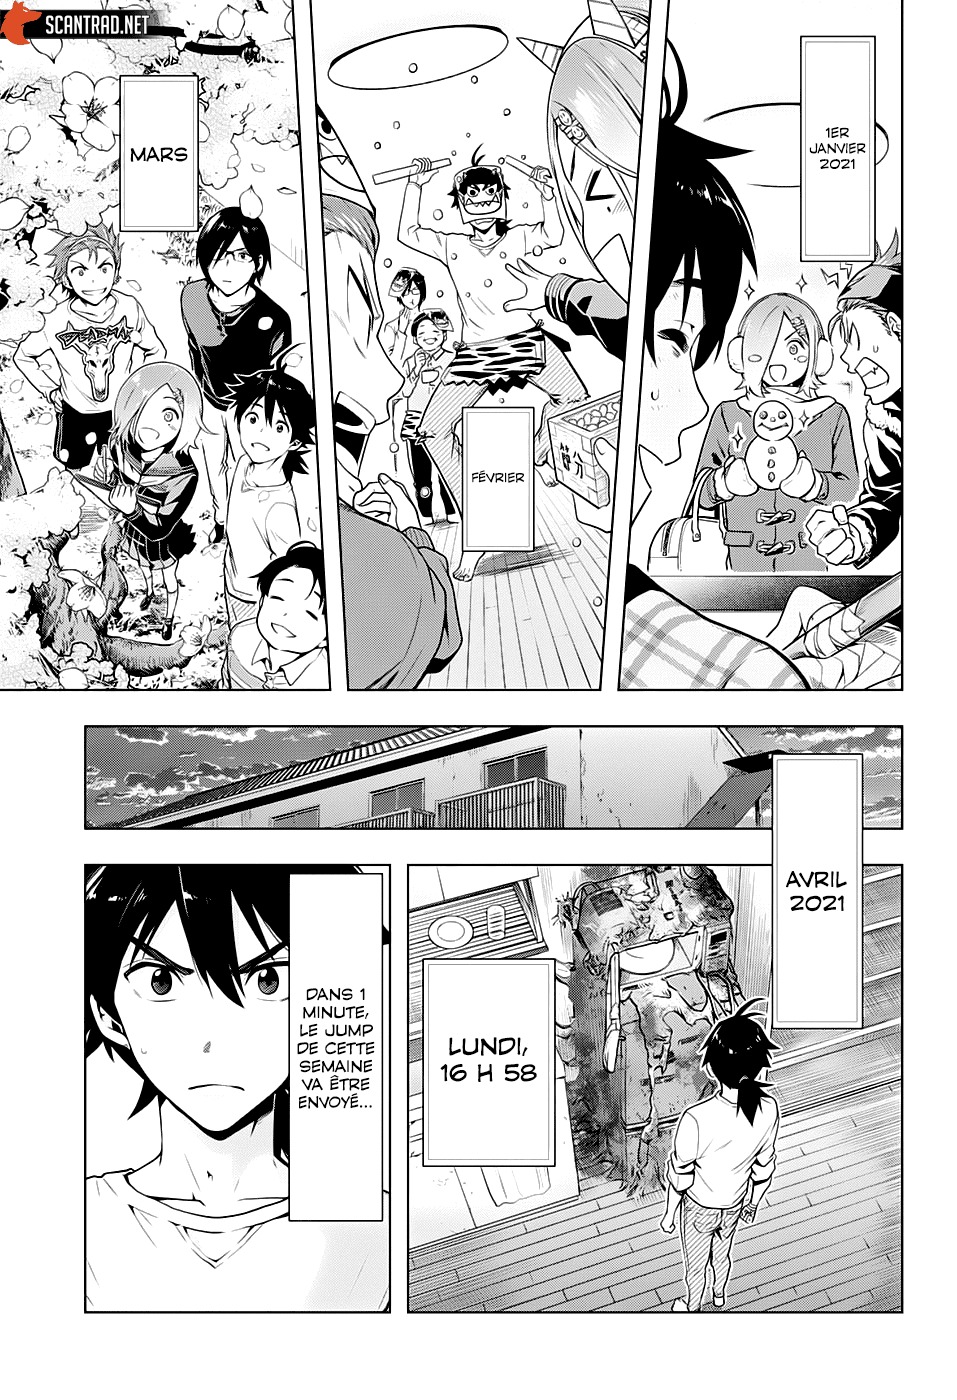 SCANTRAD.NET
1ER
JANVIER
2021
FÉVRIER
MARS
DEADMAN
AVRIL
2021
LUNDI,
16 H 58
DANS 1
MINUTE,
LE JUMP
DE CETTE
SEMAINE
VA ÊTRE
ENVOYÉ...